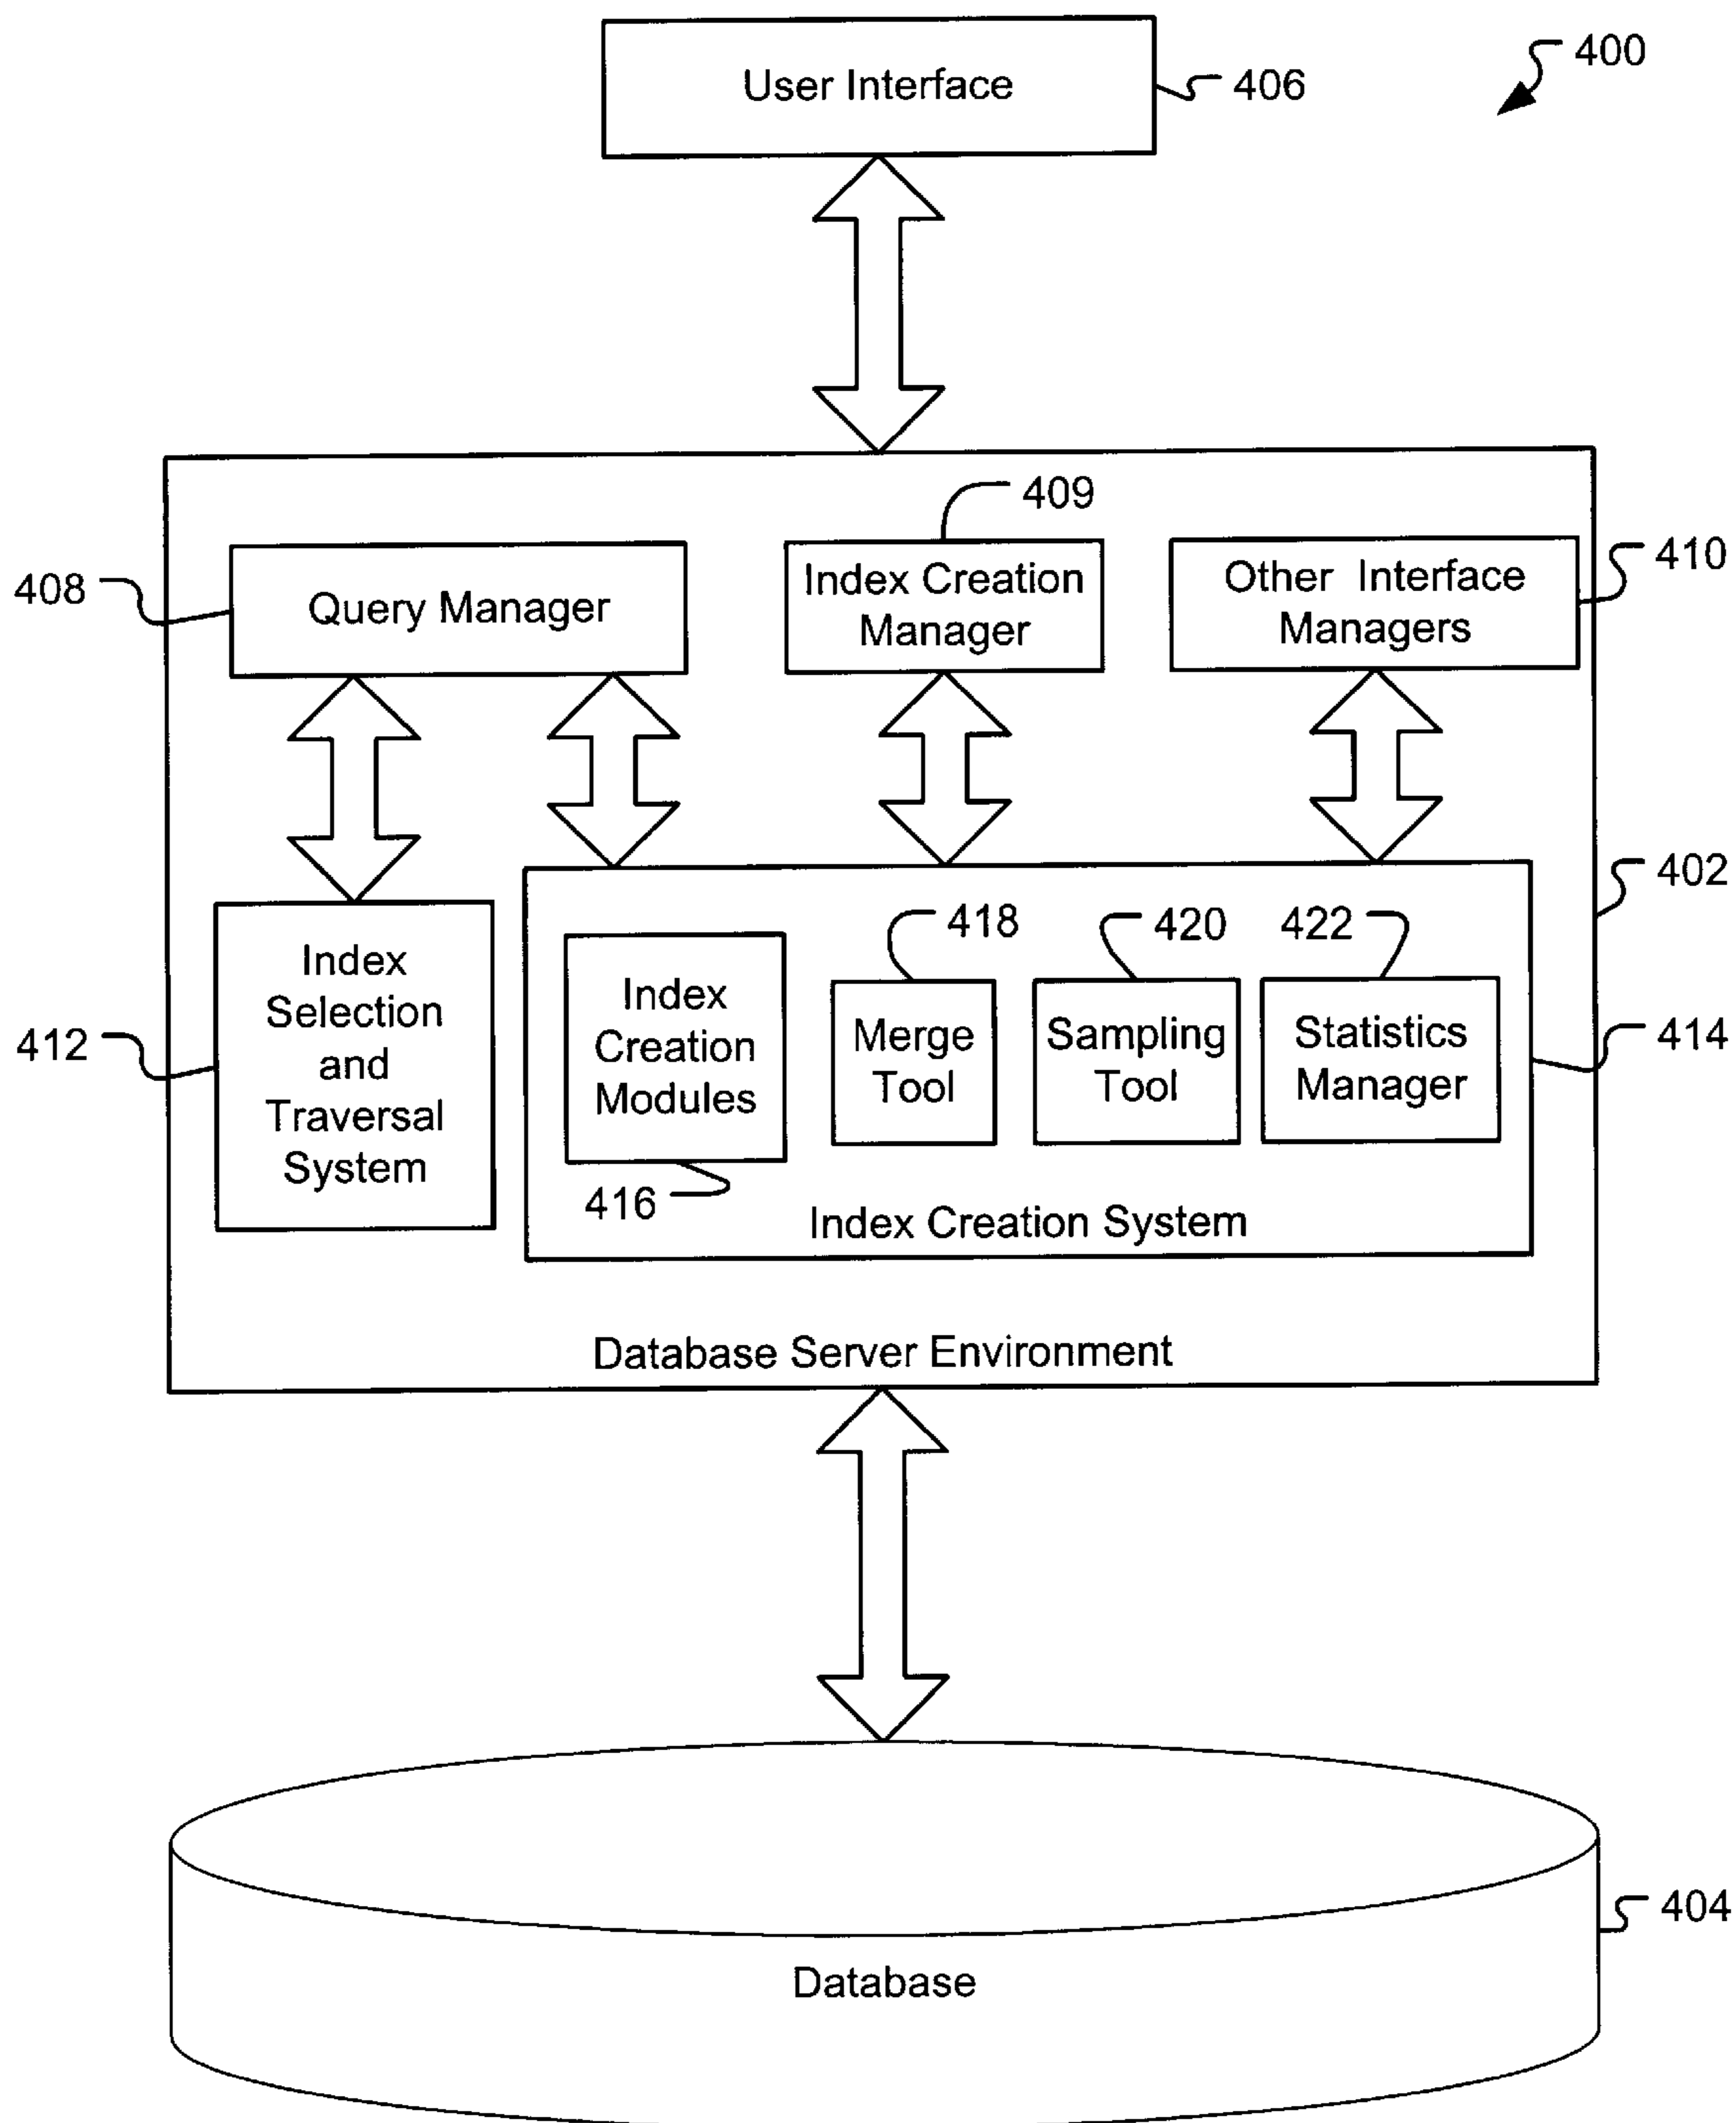 User Interface
406
400
409
408
Query Manager
Index Creation
Manager
Other Interface
Managers
410
402
412
Index
Selection
and
Traversal
System
Index
Creation
Modules
416
418
Merge
Tool
420
Sampling
Tool
422
Statistics
Manager
414
Index Creation System
Database Server Environment
404
Database